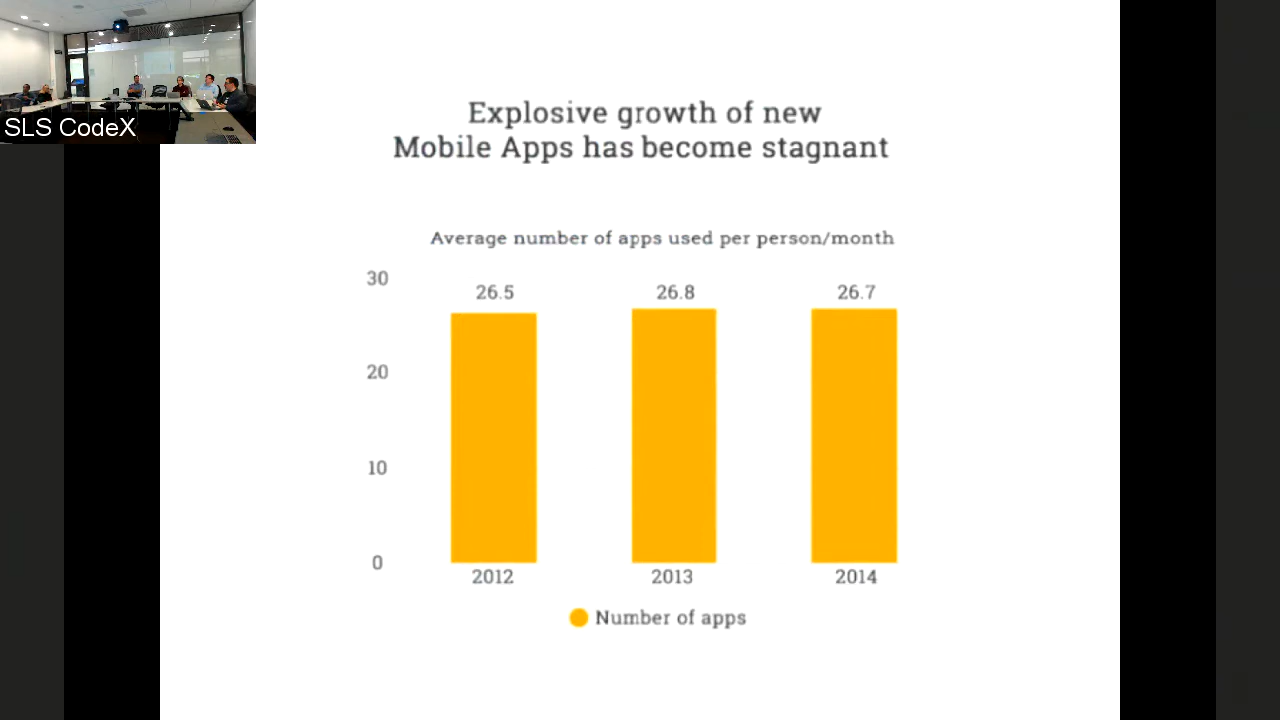 SLS CodeX
Explosive growth of new
Mobile Apps has become stagnant
Average number of apps used per person/month
30
26.5
26.8
26.7
20
10
0
2012
2013
2014
Number of apps